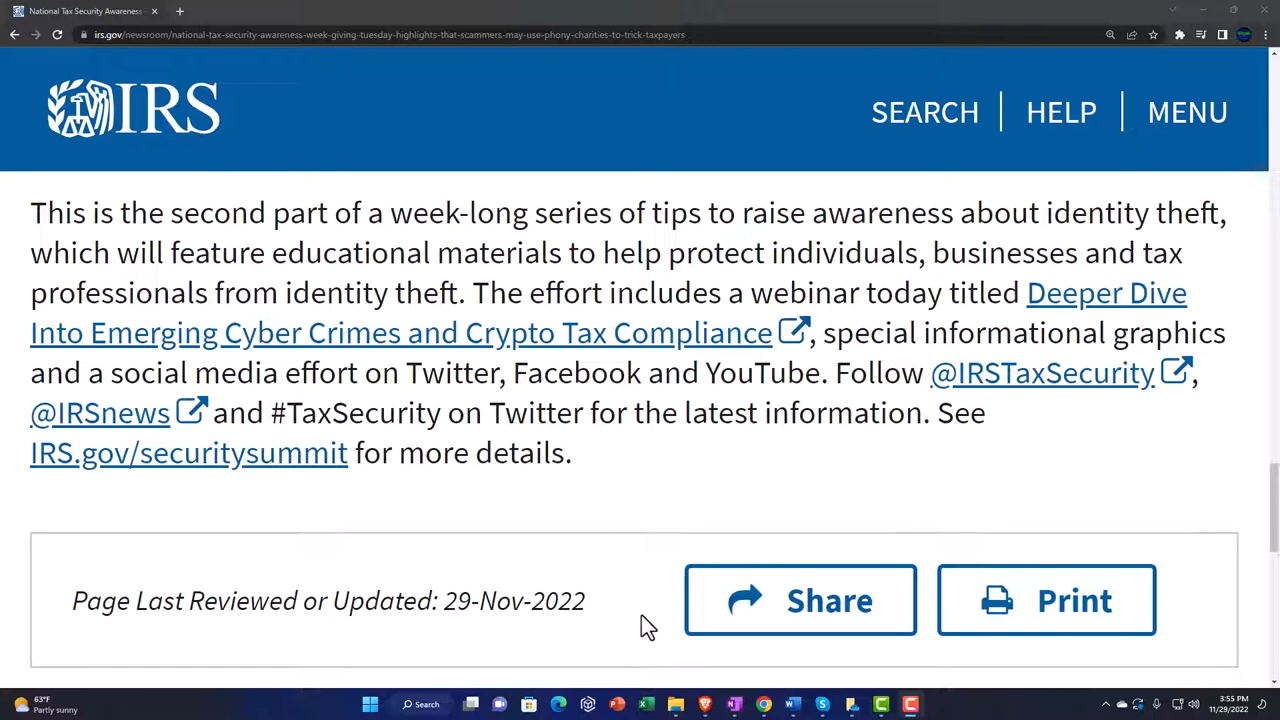 National Tax Security Awareness
irs.gov/newsroom/national-tax-security-awareness-week-giving-tuesday-highlights-that-scammers-may-use-phony-charities-to-trick-taxpayers
IRS
SEARCH
HELP
MENU
This is the second part of a week-long series of tips to raise awareness about identity theft,
which will feature educational materials to help protect individuals, businesses and tax
professionals from identity theft. The effort includes a webinar today titled Deeper Dive
Into Emerging Cyber Crimes and Crypto Tax Compliance, special informational graphics
and a social media effort on Twitter, Facebook and YouTube. Follow @IRSTaxSecurity,
@IRSnews and #TaxSecurity on Twitter for the latest information. See
IRS.gov/securitysummit for more details.
Page Last Reviewed or Updated: 29-Nov-2022
Share
Print
63°F
Partly sunny
Search
3:55 PM
11/29/2022